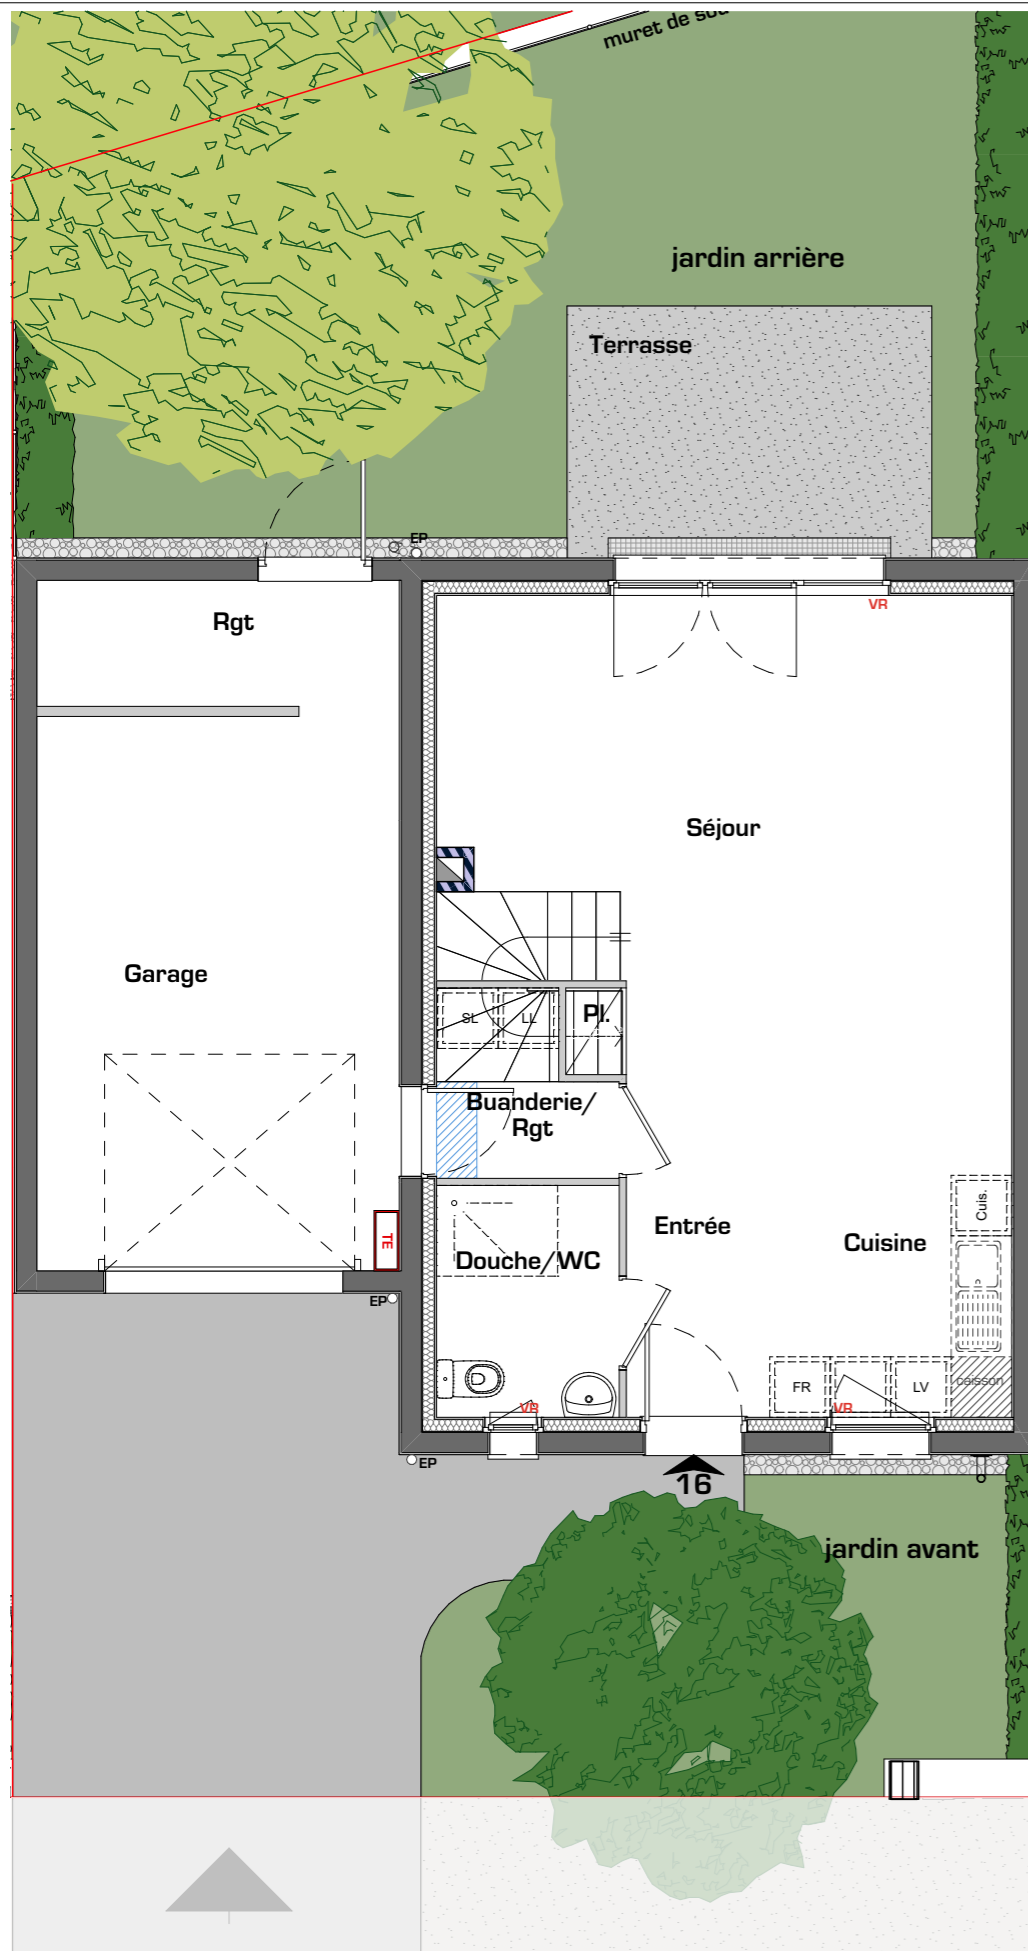 muret de
jardin arrière
Terrasse
EP
VR
Rgt
Séjour
Garage
SL
LL
Pl.
Buanderie/
Rgt
Cuis.
TE
Entrée
Cuisine
Douche/WC
EP
FR
LV
caisson
VR
VR
EP
16
jardin avant